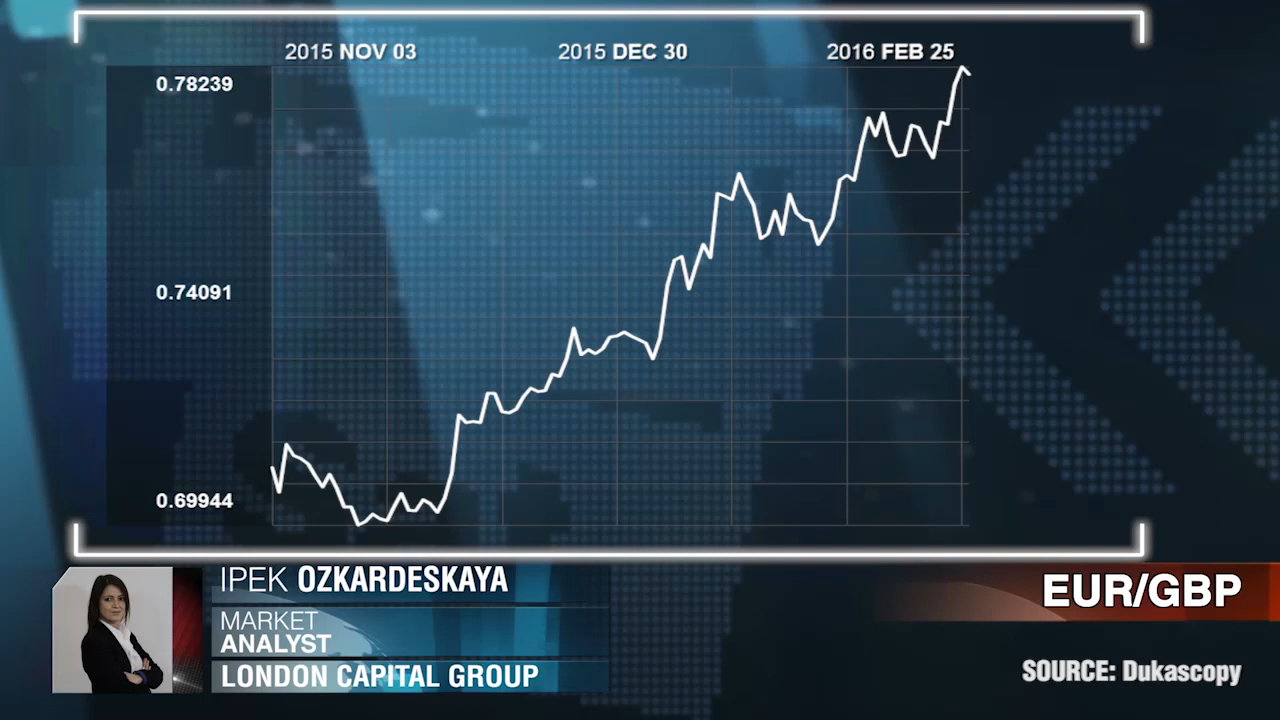 2015 NOV 03 2015 DEC 30 2016 FEB 25
0.78239
0.74091
0.69944
IPEK OZKARDESKAYA
MARKET
ANALYST
LONDON CAPITAL GROUP
EUR/GBP
SOURCE: Dukascopy